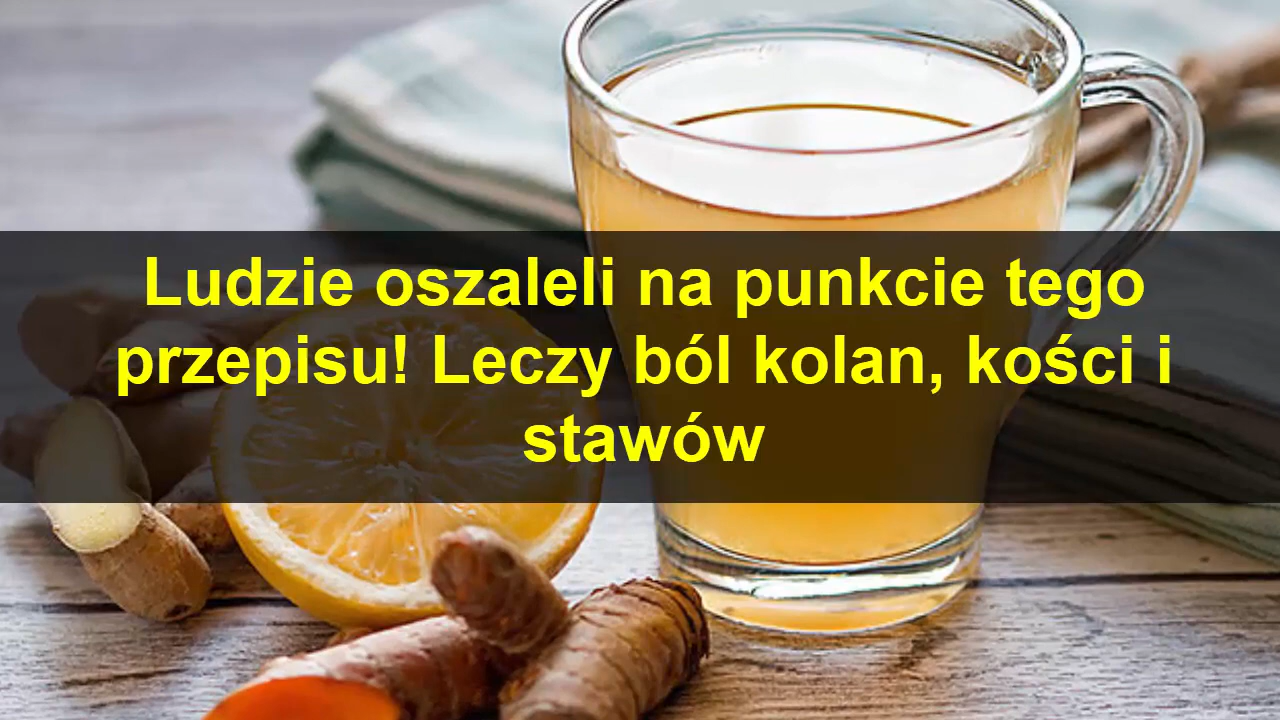 Ludzie oszaleli na punkcie tego
przepisu! Leczy ból kolan, kości i
stawów